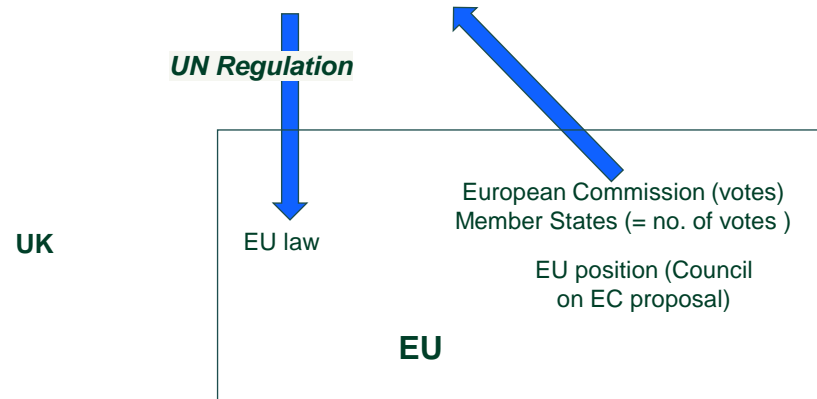 UN Regulation
European Commission (votes)
Member States (= no. of votes )
UK
EU law
EU position (Council
on EC proposal)
EU